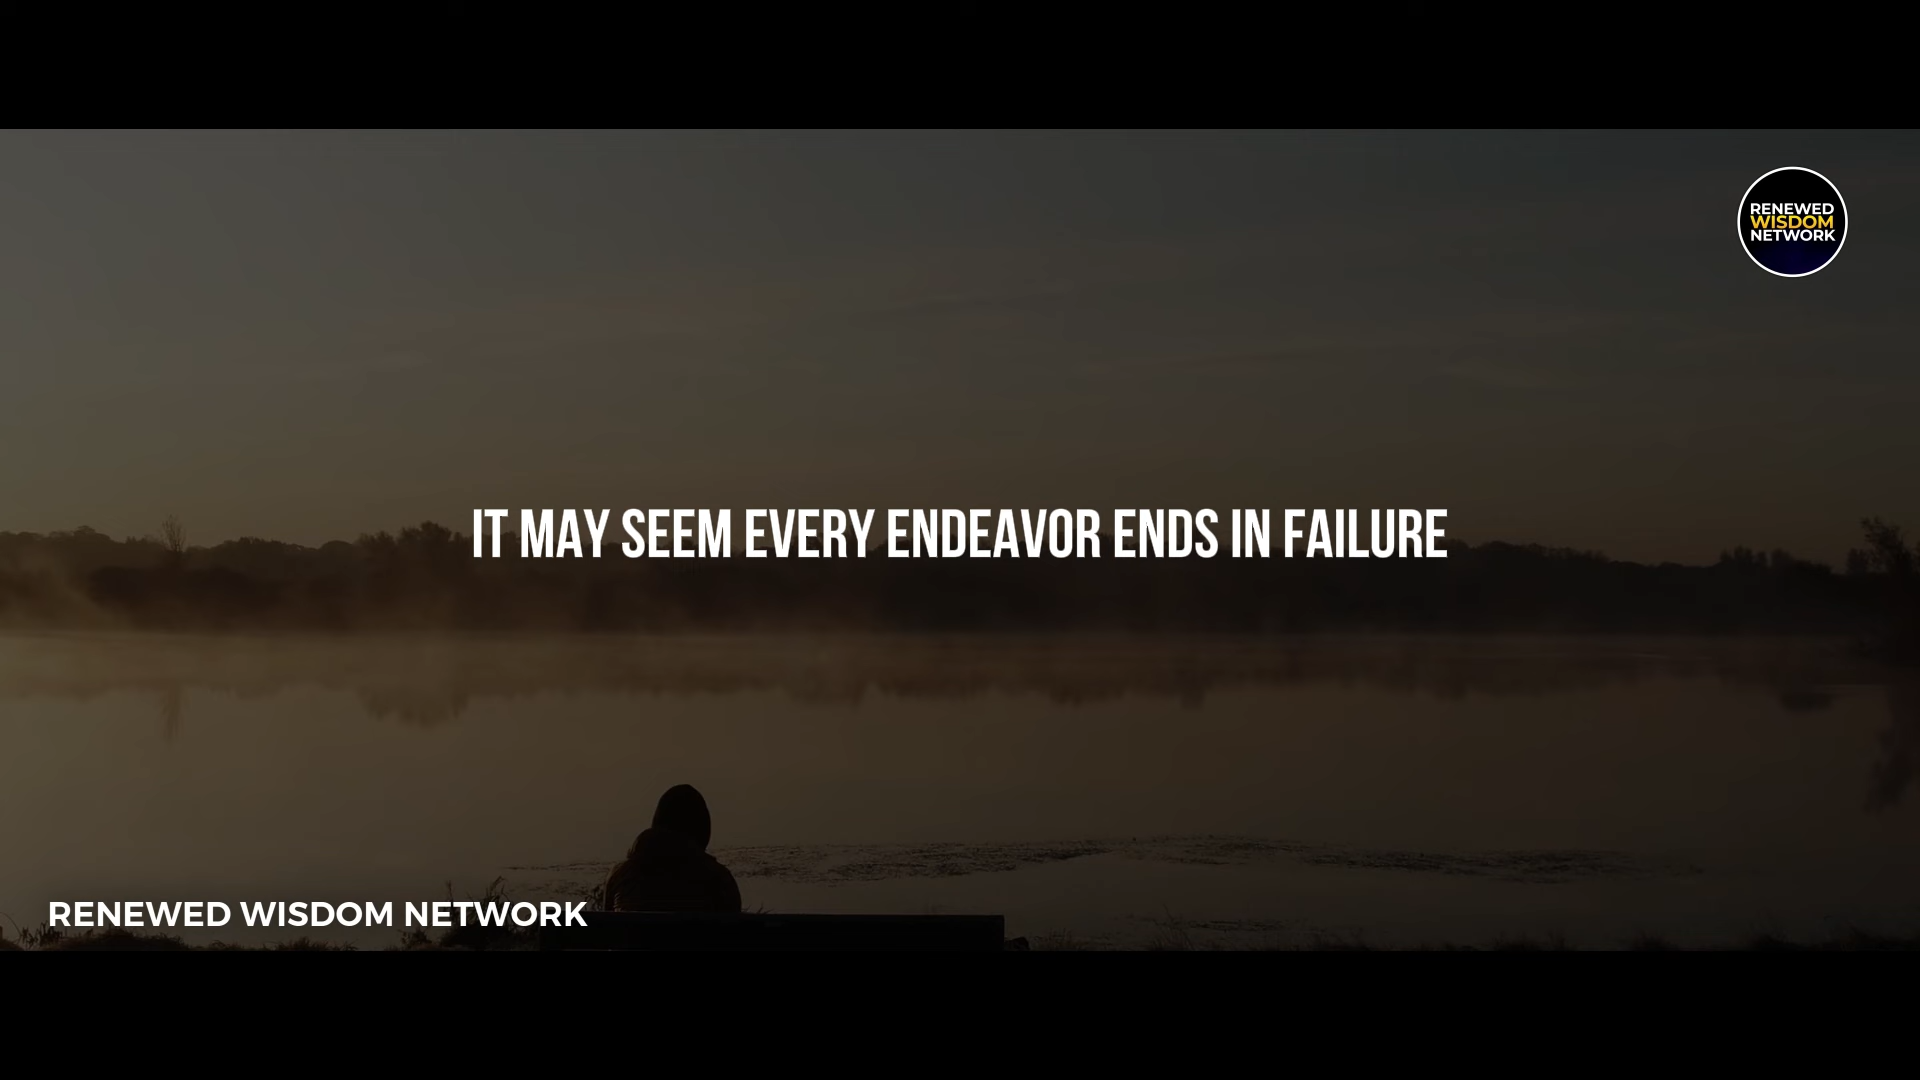 RENEWED
WISDOM
NETWORK
IT MAY SEEM EVERY ENDEAVOR ENDS IN FAILURE
RENEWED WISDOM NETWORK